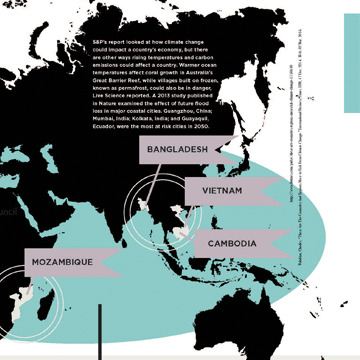 S&P's report looked at how climate change
could impact a country's economy, but there
are other ways rising temperatures and carbon
emissions could affect a country. Warmer ocean
temperatures affect coral growth in Australia's
Great Barrier Reef, while villages built on frozen,
known as permafrost, could also be in danger,
Live Science reported. A 2013 study published
in Nature examined the effect of future flood
loss in major coastal cities. Guangzhou, China;
Mumbai, India; Kolkata, India; and Guayaquil,
Ecuador, were the most at risk cities in 2050.
BANGLADESH
VIETNAM
CAMBODIA
MOZAMBIQUE